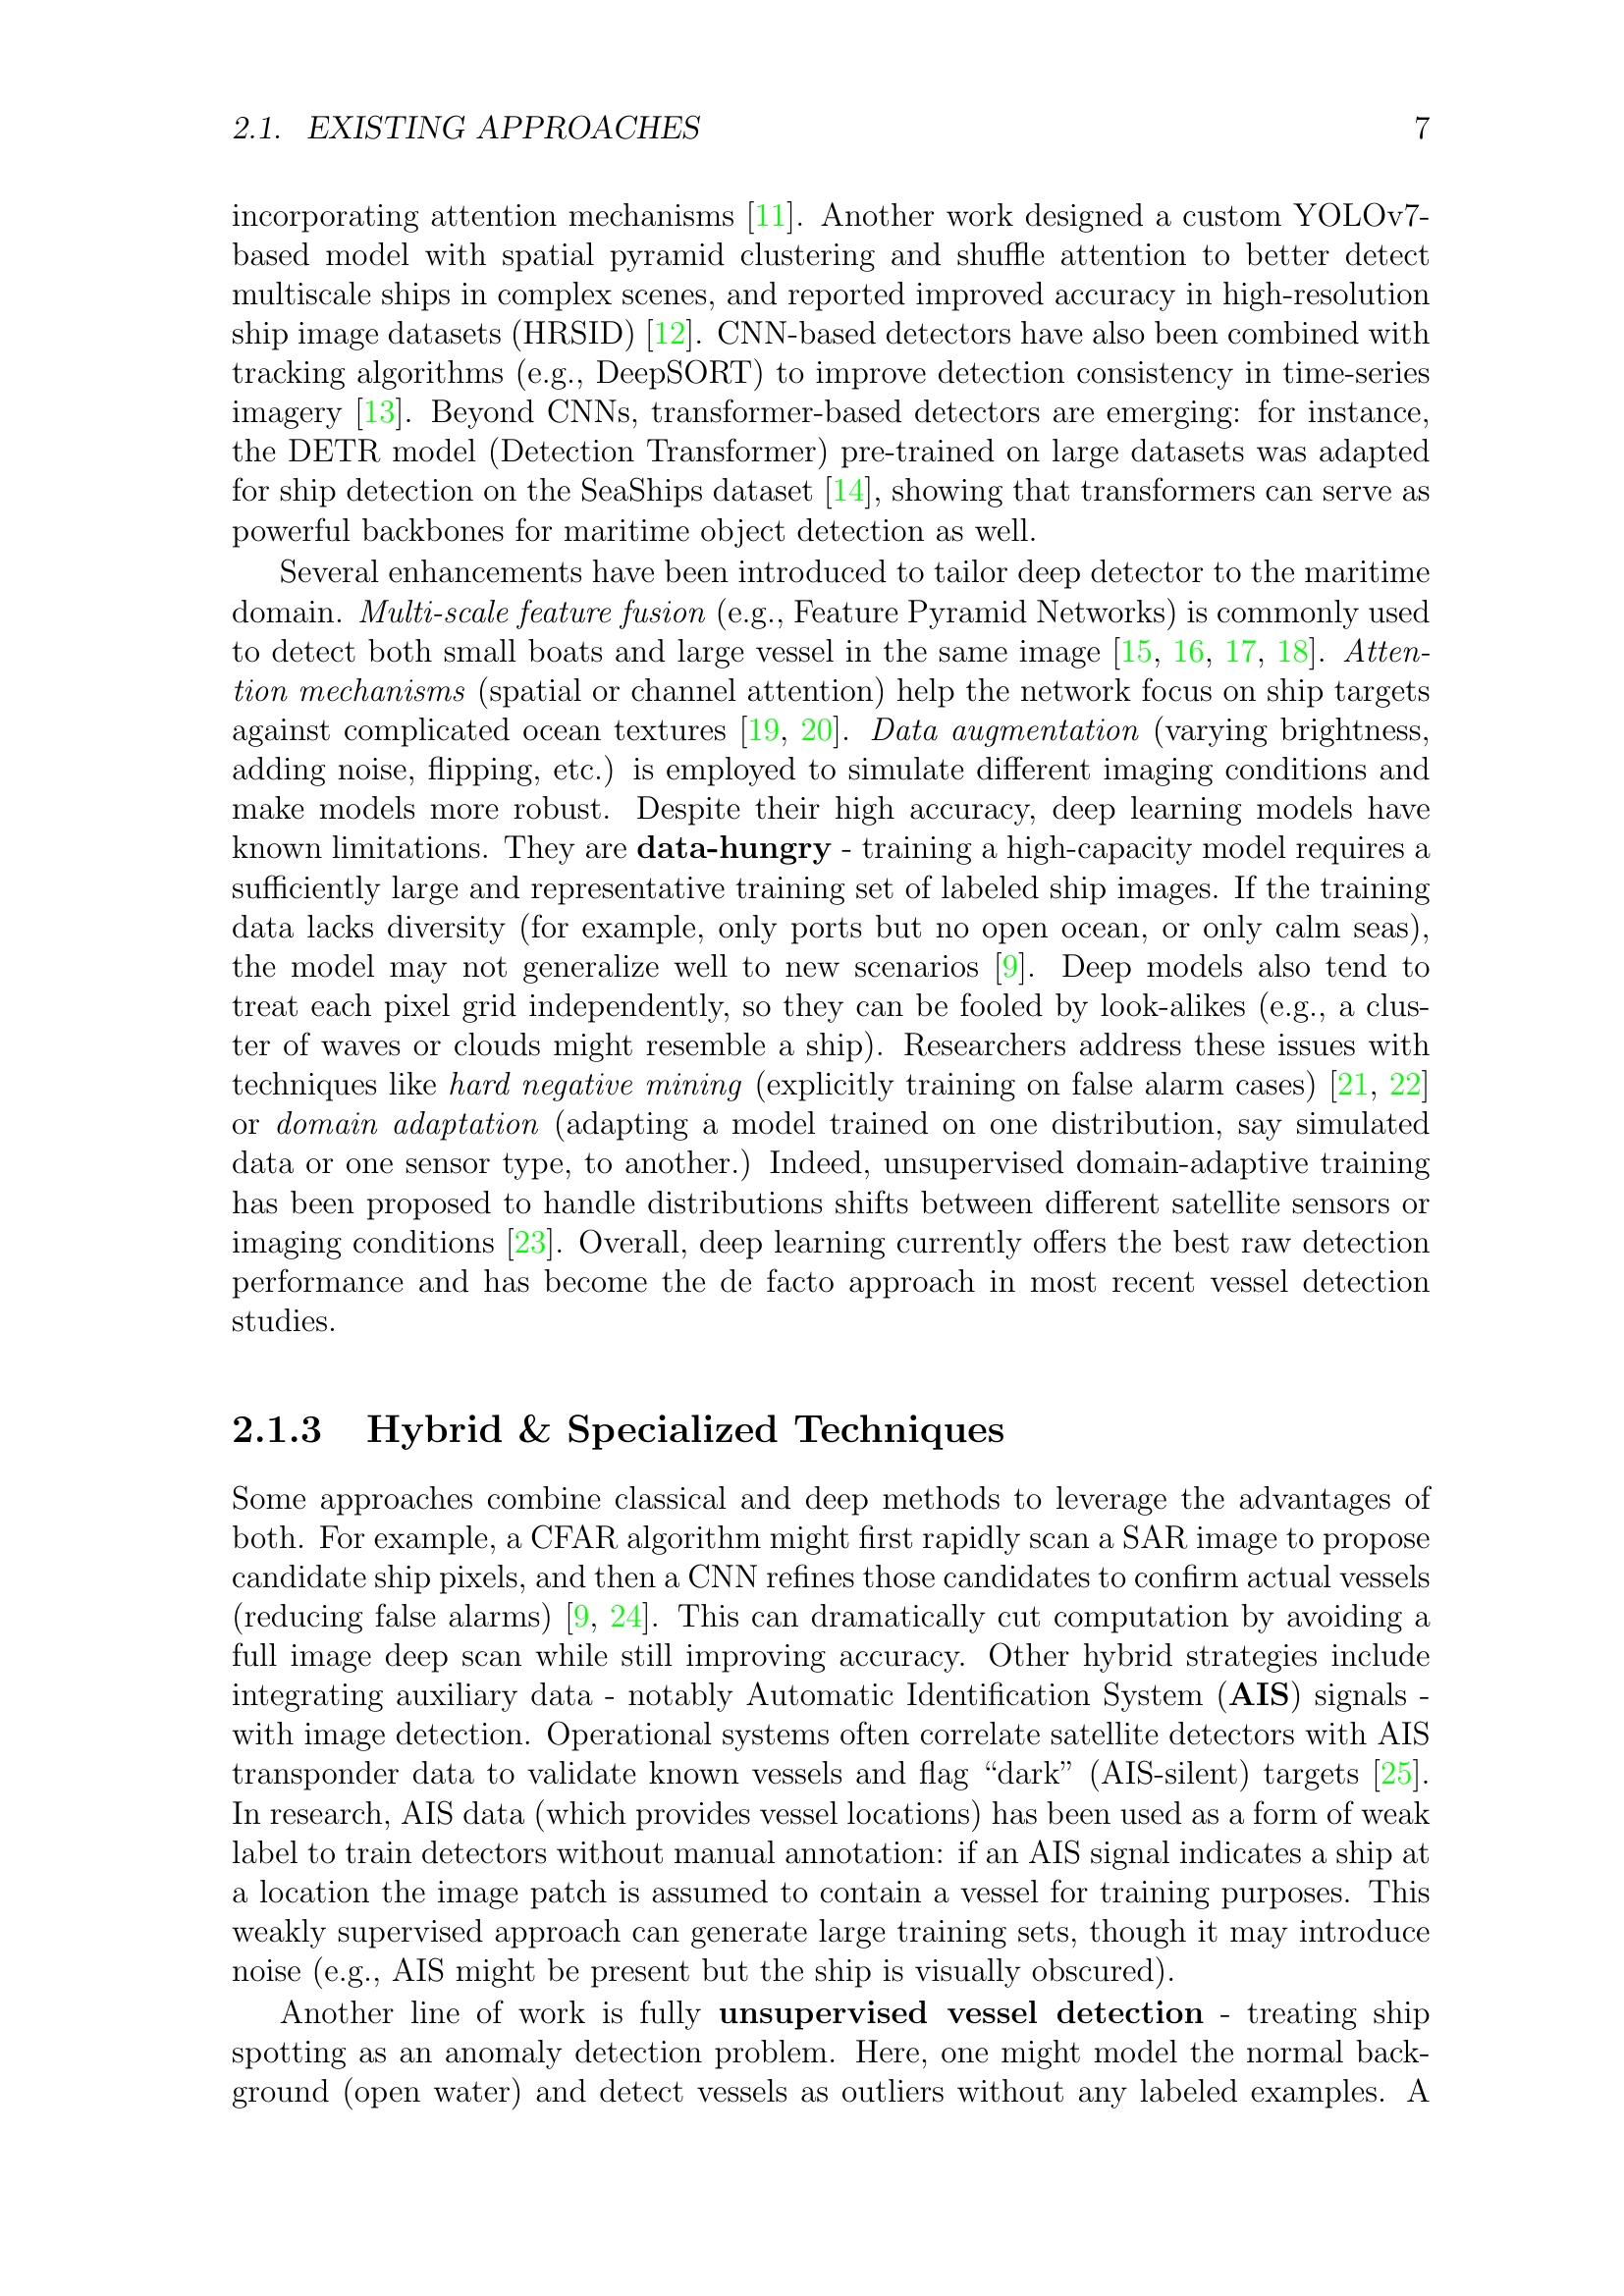 2.1. EXISTING APPROACHES 7
incorporating attention mechanisms [11]. Another work designed a custom YOLOv7-
based model with spatial pyramid clustering and shuffle attention to better detect
multiscale ships in complex scenes, and reported improved accuracy in high-resolution
ship image datasets (HRSID) [12]. CNN-based detectors have also been combined with
tracking algorithms (e.g., DeepSORT) to improve detection consistency in time-series
imagery [13]. Beyond CNNs, transformer-based detectors are emerging: for instance,
the DETR model (Detection Transformer) pre-trained on large datasets was adapted
for ship detection on the SeaShips dataset [14], showing that transformers can serve as
powerful backbones for maritime object detection as well.
Several enhancements have been introduced to tailor deep detector to the maritime
domain. Multi-scale feature fusion (e.g., Feature Pyramid Networks) is commonly used
to detect both small boats and large vessel in the same image [15, 16, 17, 18]. Atten-
tion mechanisms (spatial or channel attention) help the network focus on ship targets
against complicated ocean textures [19, 20]. Data augmentation (varying brightness,
adding noise, flipping, etc.) is employed to simulate different imaging conditions and
make models more robust. Despite their high accuracy, deep learning models have
known limitations. They are data-hungry - training a high-capacity model requires a
sufficiently large and representative training set of labeled ship images. If the training
data lacks diversity (for example, only ports but no open ocean, or only calm seas),
the model may not generalize well to new scenarios [9]. Deep models also tend to
treat each pixel grid independently, so they can be fooled by look-alikes (e.g., a clus-
ter of waves or clouds might resemble a ship). Researchers address these issues with
techniques like hard negative mining (explicitly training on false alarm cases) [21, 22]
or domain adaptation (adapting a model trained on one distribution, say simulated
data or one sensor type, to another.) Indeed, unsupervised domain-adaptive training
has been proposed to handle distributions shifts between different satellite sensors or
imaging conditions [23]. Overall, deep learning currently offers the best raw detection
performance and has become the de facto approach in most recent vessel detection
studies.
2.1.3 Hybrid & Specialized Techniques
Some approaches combine classical and deep methods to leverage the advantages of
both. For example, a CFAR algorithm might first rapidly scan a SAR image to propose
candidate ship pixels, and then a CNN refines those candidates to confirm actual vessels
(reducing false alarms) [9, 24]. This can dramatically cut computation by avoiding a
full image deep scan while still improving accuracy. Other hybrid strategies include
integrating auxiliary data - notably Automatic Identification System (AIS) signals -
with image detection. Operational systems often correlate satellite detectors with AIS
transponder data to validate known vessels and flag “dark” (AIS-silent) targets [25].
In research, AIS data (which provides vessel locations) has been used as a form of weak
label to train detectors without manual annotation: if an AIS signal indicates a ship at
a location the image patch is assumed to contain a vessel for training purposes. This
weakly supervised approach can generate large training sets, though it may introduce
noise (e.g., AIS might be present but the ship is visually obscured).
Another line of work is fully unsupervised vessel detection - treating ship
spotting as an anomaly detection problem. Here, one might model the normal back-
ground (open water) and detect vessels as outliers without any labeled examples. A